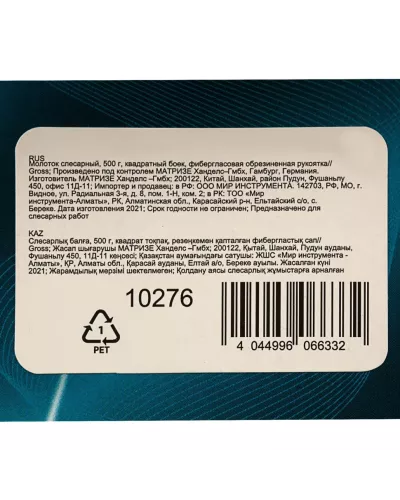 RUS
Молоток слесарный, 500 г, квадратный боек, фибергласовая обрезиненная рукоятка//
Gross; Произведено под контролем МАТРИЗЕ Ханделс –Гмбх, Гамбург, Германия.
Изготовитель МАТРИЗЕ Ханделс –Гмбх; 200122, Китай, Шанхай, район Пудун, Фушаньлу
450, офис 11Д-11; Импортер и продавец: в РФ: ООО МИР ИНСТРУМЕНТА. 142703, РФ, МО, г.
Видное, ул. Радиальная 3-я, д. 8, пом. 1-Н, ком. 2; в РК: ТОО «Мир
инструмента-Алматы», РК, Алматинская обл., Карасайский р-н, Ельтайский с/о, с.
Береке. Дата изготовления 2021; Срок годности не ограничен; Предназначено для
слесарных работ
KAZ
Слесарлық балға, 500 г, квадрат тоқпақ, резеңкемен қапталған фибергластық сап//
Gross; Жасап шығарушы МАТРИЗЕ Ханделс –Гмбх; 200122, Қытай, Шанхай, Пудун ауданы,
Фушаньлу 450, 11Д-11 кеңсесі; Қазақстан аумағындағы сатушы: ЖШС «Мир инструмента -
Алматы», ҚР, Алматы обл., Қарасай ауданы, Елтай а/о, Береке ауылы. Жасалған күні
2021; Жарамдылық мерзімі шектелмеген; Қолдану аясы слесарлық жұмыстарға арналған
10276
1
PET
4 044996 066332